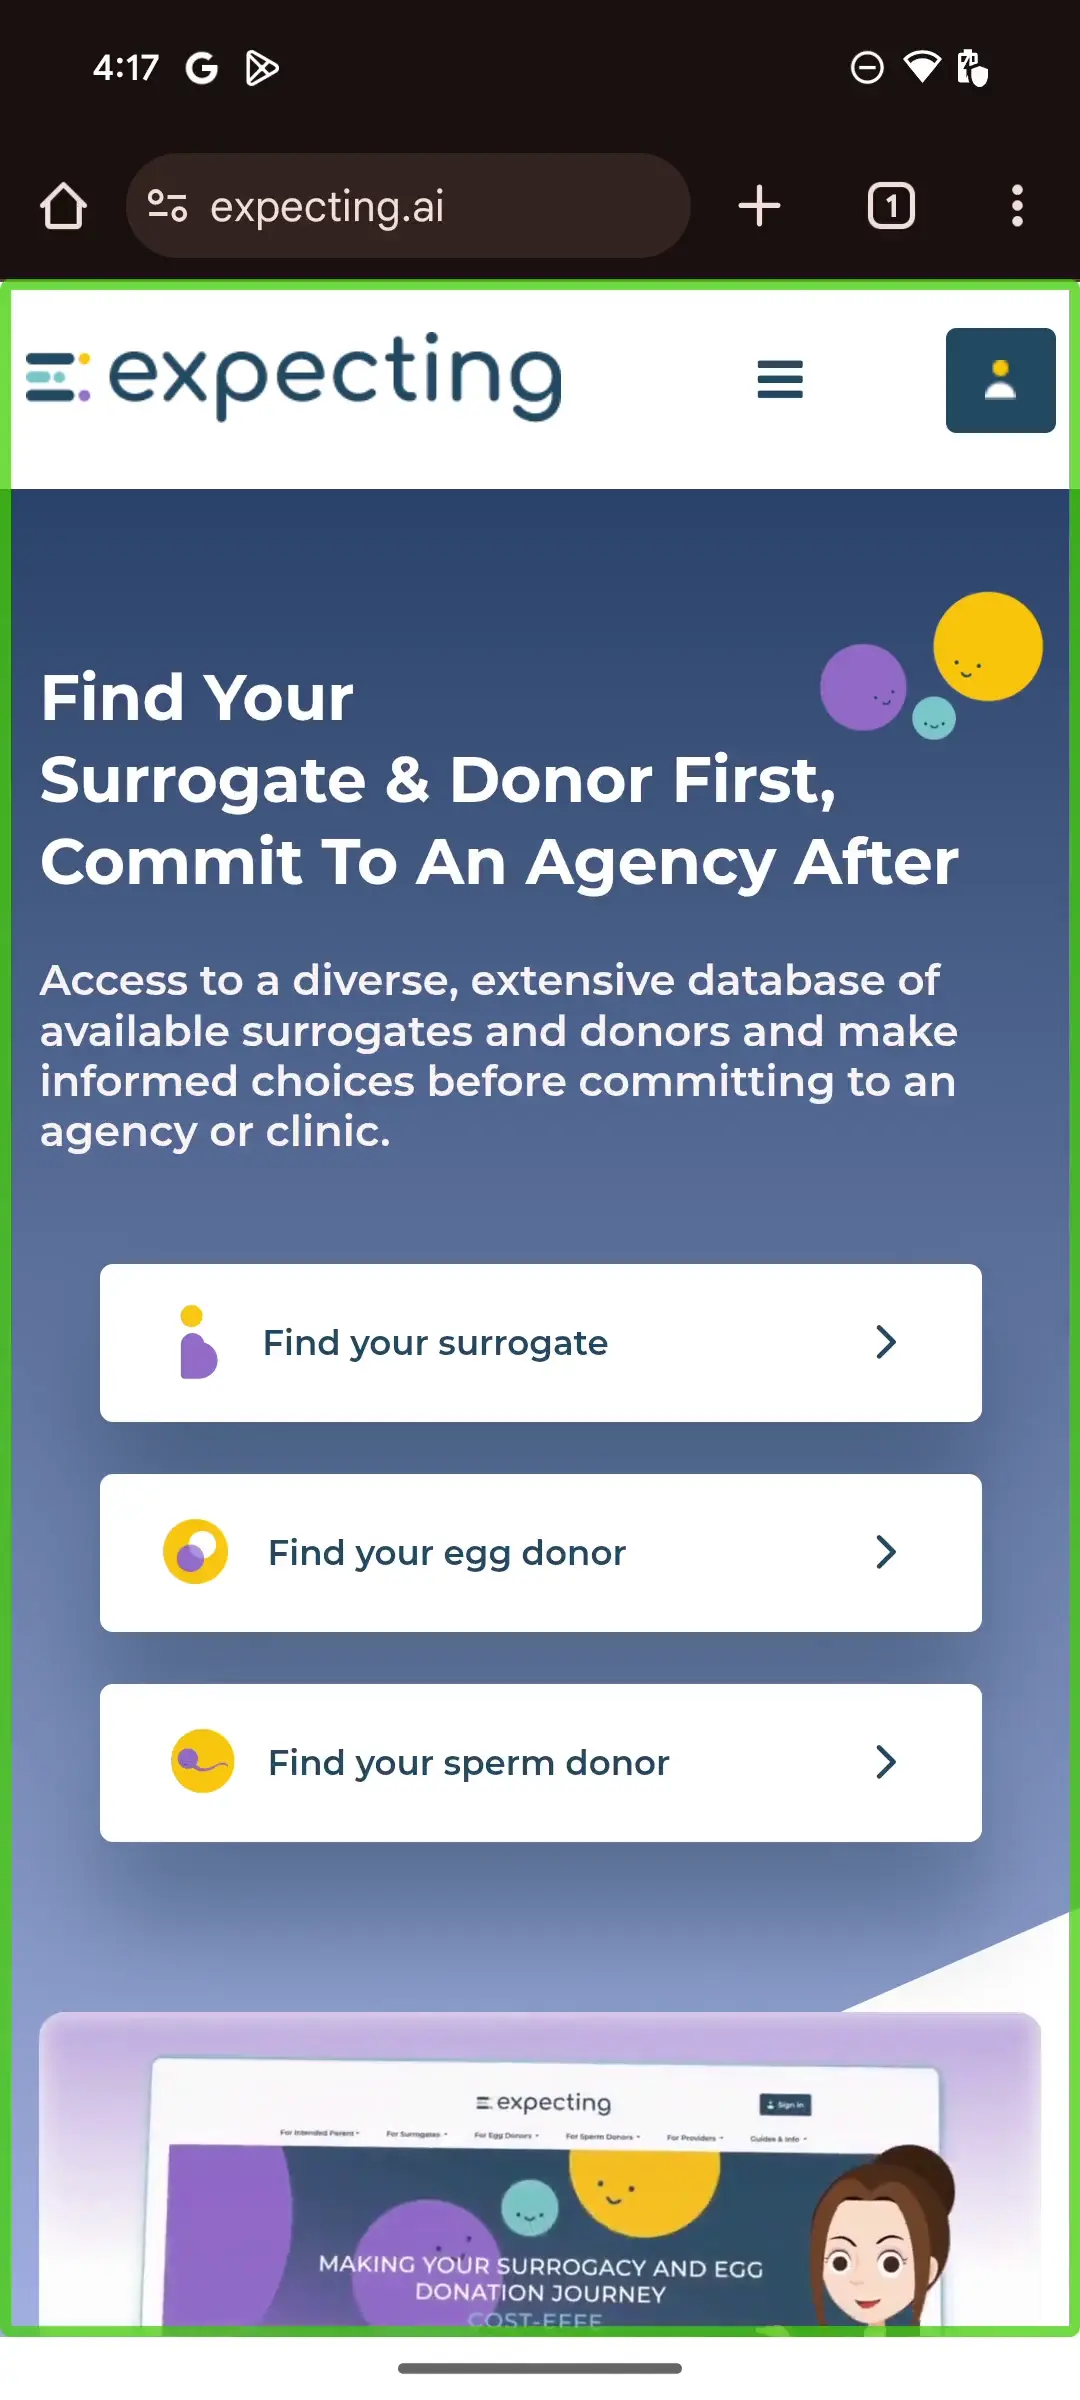 4:17
expecting.ai
1
expecting
Find Your
Surrogate & Donor First,
Commit To An Agency After
Access to a diverse, extensive database of
available surrogates and donors and make
informed choices before committing to an
agency or clinic.
Find your surrogate
Find your egg donor
Find your sperm donor
expecting
Sign in
For Intended Parent
For Surrogates
For Egg Donors
For Sperm Donors
For Providers
Guides & Info
MAKING YOUR SURROGACY AND EGG
DONATION JOURNEY
COST-EFFE